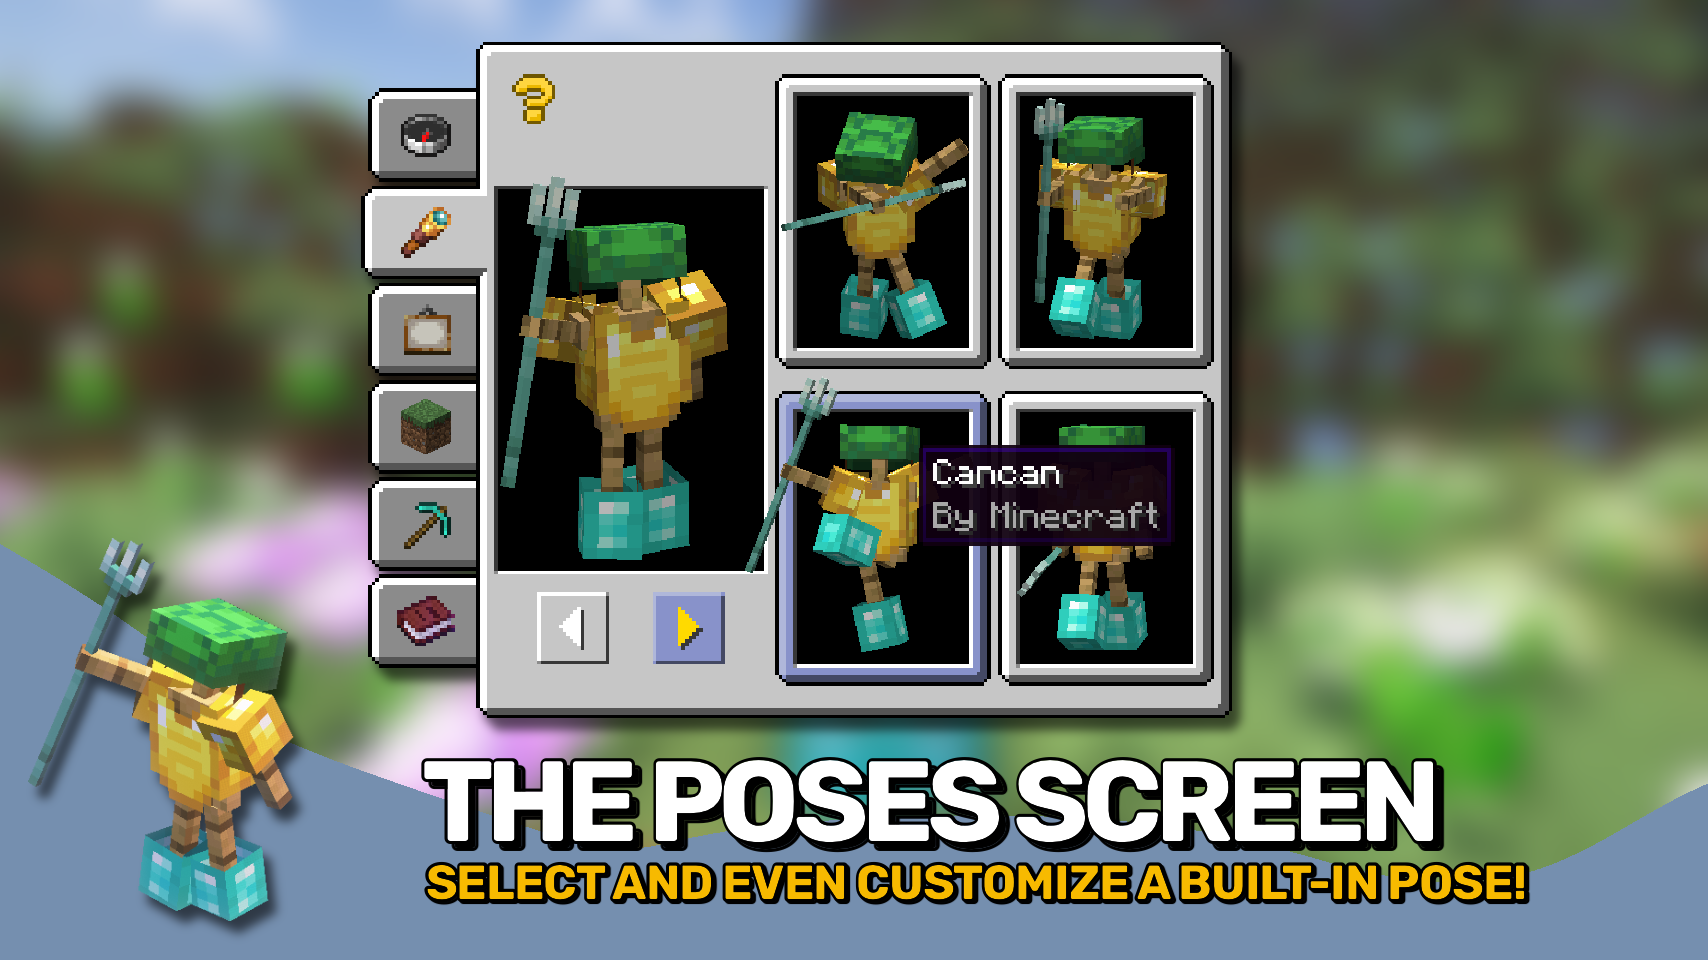 Cancan
By Minecraft
THE POSES SCREEN
SELECT AND EVEN CUSTOMIZE A BUILT-IN POSE!